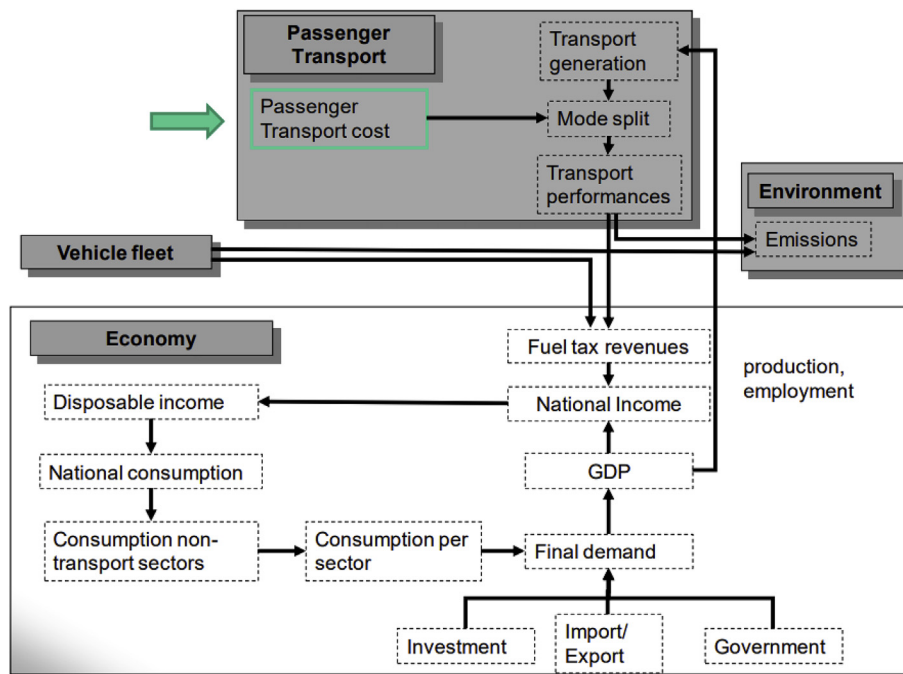 Passenger
Transport
Transport
generation
Passenger
Transport cost
Mode split
Transport
performances
Environment
Emissions
Vehicle fleet
Economy
Fuel tax revenues
production,
employment
Disposable income
National Income
National consumption
GDP
Consumption non-
transport sectors
Consumption per
sector
Final demand
Investment
Import/
Export
Government